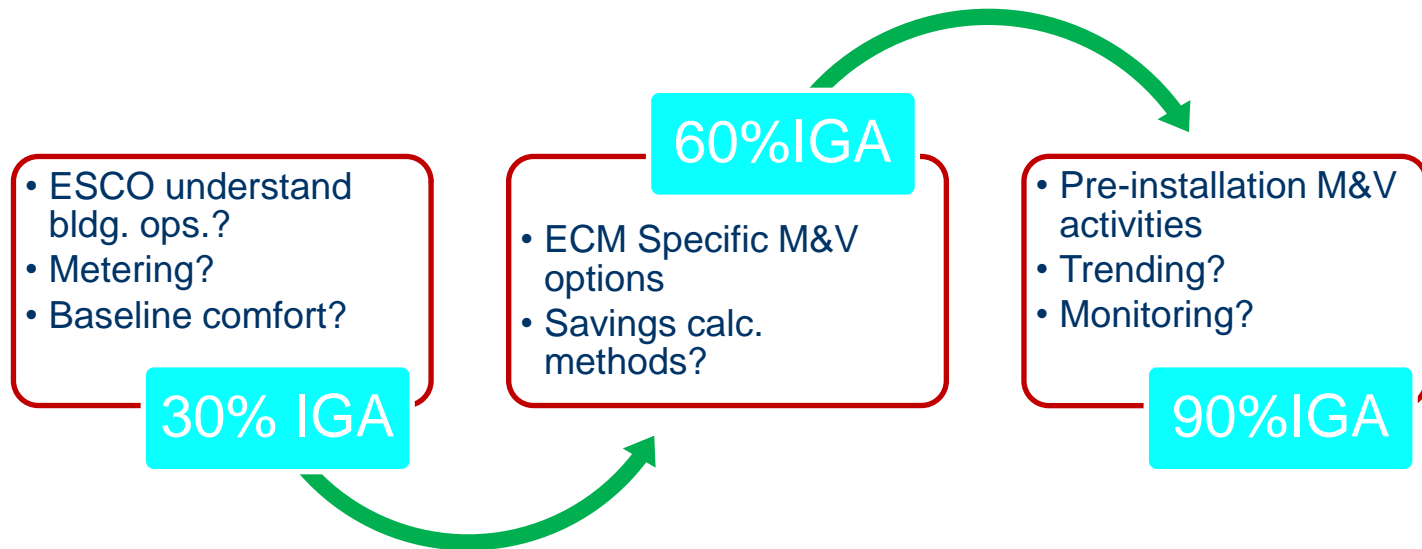 • ESCO understand
bldg. ops.?
• Metering?
• Baseline comfort?
30% IGA
60%IGA
• ECM Specific M&V
options
• Savings calc.
methods?
• Pre-installation M&V
activities
• Trending?
• Monitoring?
90%IGA